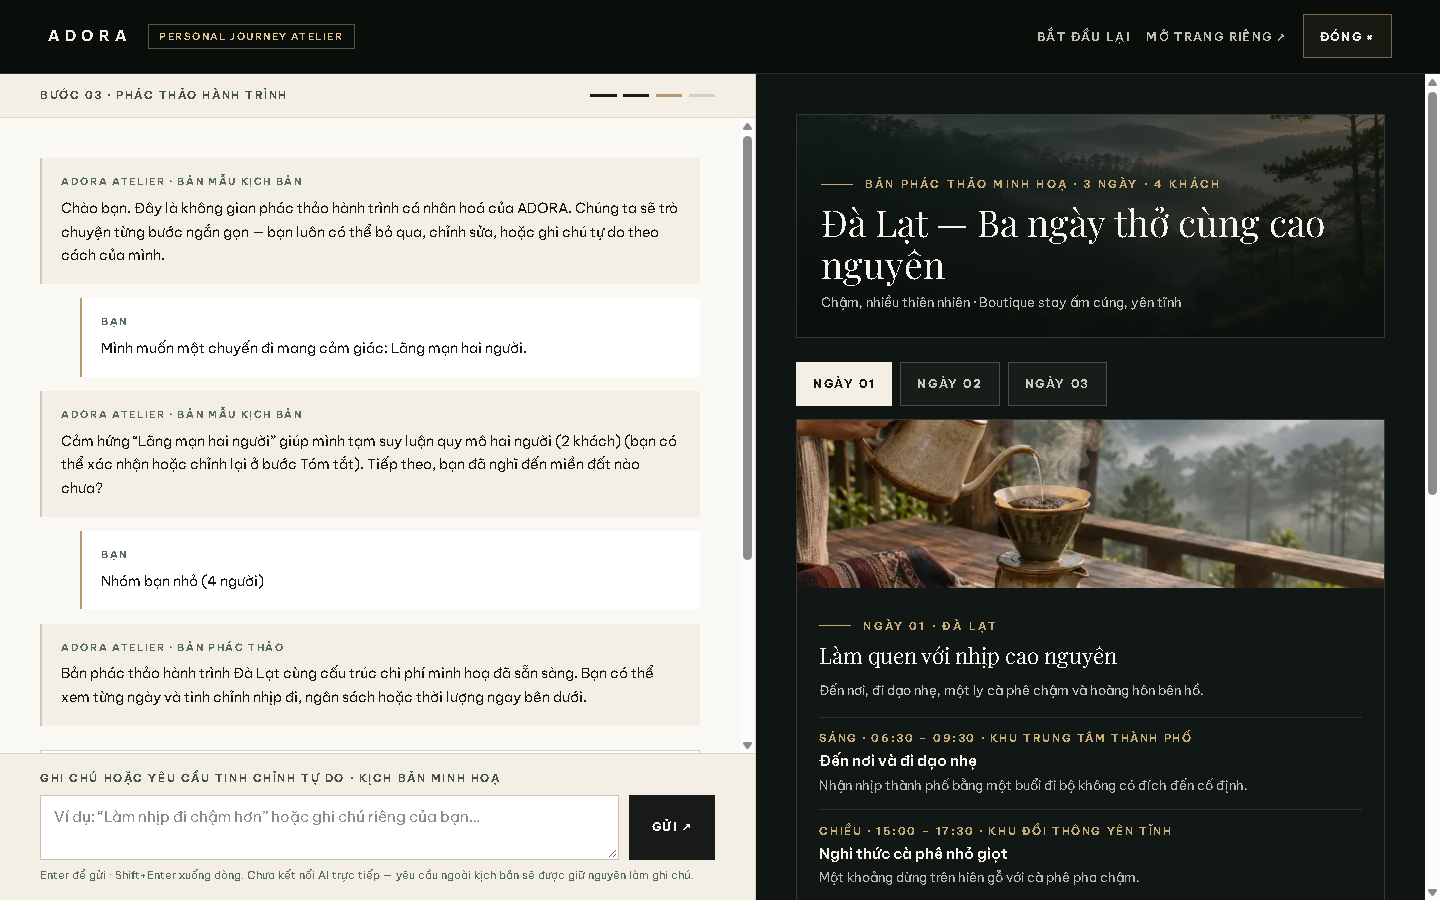 ADORA
PERSONAL JOURNEY ATELIER
BẮT ĐẦU LẠI
MỞ TRANG RIÊNG ↗
ĐÓNG ×
BƯỚC 03 · PHÁC THẢO HÀNH TRÌNH
ADORA ATELIER · BẢN MẪU KỊCH BẢN
Chào bạn. Đây là không gian phác thảo hành trình cá nhân hoá của ADORA. Chúng ta sẽ trò
chuyện từng bước ngắn gọn — bạn luôn có thể bỏ qua, chỉnh sửa, hoặc ghi chú tự do theo
cách của mình.
BẠN
Mình muốn một chuyến đi mang cảm giác: Lãng mạn hai người.
ADORA ATELIER · BẢN MẪU KỊCH BẢN
Cảm hứng “Lãng mạn hai người” giúp mình tạm suy luận quy mô hai người (2 khách) (bạn có
thể xác nhận hoặc chỉnh lại ở bước Tóm tắt). Tiếp theo, bạn đã nghĩ đến miền đất nào
chưa?
BẠN
Nhóm bạn nhỏ (4 người)
ADORA ATELIER · BẢN PHÁC THẢO
Bản phác thảo hành trình Đà Lạt cùng cấu trúc chi phí minh hoạ đã sẵn sàng. Bạn có thể
xem từng ngày và tinh chỉnh nhịp đi, ngân sách hoặc thời lượng ngay bên dưới.
GHI CHÚ HOẶC YÊU CẦU TINH CHỈNH TỰ DO · KỊCH BẢN MINH HOẠ
Ví dụ: “Làm nhịp đi chậm hơn” hoặc ghi chú riêng của bạn...
GỬI ↗
Enter để gửi · Shift+Enter xuống dòng. Chưa kết nối AI trực tiếp — yêu cầu ngoài kịch bản sẽ được giữ nguyên làm ghi chú.
BẢN PHÁC THẢO MINH HOẠ · 3 NGÀY · 4 KHÁCH
Đà Lạt — Ba ngày thở cùng cao
nguyên
Chậm, nhiều thiên nhiên · Boutique stay ấm cúng, yên tĩnh
NGÀY 01
NGÀY 02
NGÀY 03
NGÀY 01 · ĐÀ LẠT
Làm quen với nhịp cao nguyên
Đến nơi, đi dạo nhẹ, một ly cà phê chậm và hoàng hôn bên hồ.
SÁNG · 06:30 – 09:30 · KHU TRUNG TÂM THÀNH PHỐ
Đến nơi và đi dạo nhẹ
Nhận nhịp thành phố bằng một buổi đi bộ không có đích đến cố định.
CHIỀU · 15:00 – 17:30 · KHU ĐỒI THÔNG YÊN TĨNH
Nghi thức cà phê nhỏ giọt
Một khoảng dừng trên hiên gỗ với cà phê pha chậm.